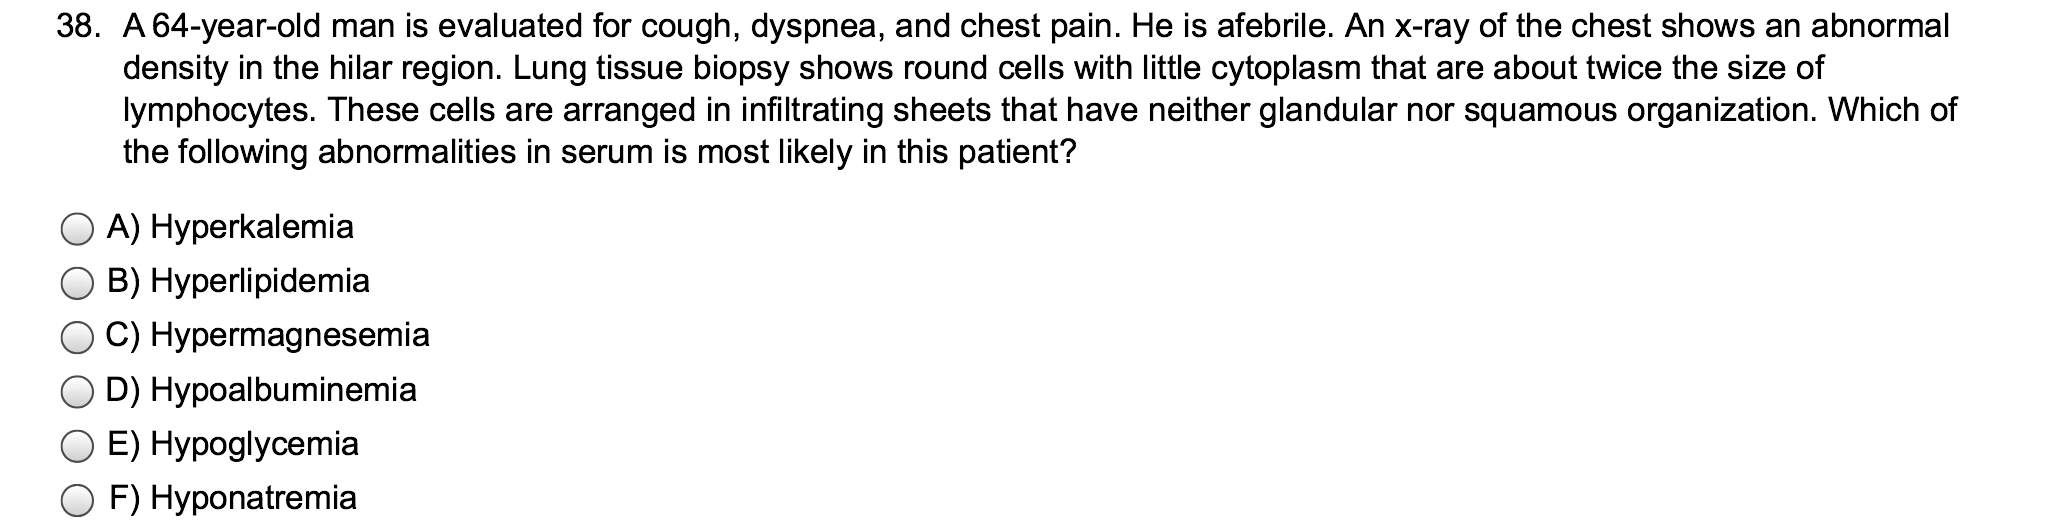 38. A 64-year-old man is evaluated for cough, dyspnea, and chest pain. He is afebrile. An x-ray of the chest shows an abnormal
density in the hilar region. Lung tissue biopsy shows round cells with little cytoplasm that are about twice the size of
lymphocytes. These cells are arranged in infiltrating sheets that have neither glandular nor squamous organization. Which of
the following abnormalities in serum is most likely in this patient?
A) Hyperkalemia
B) Hyperlipidemia
C) Hypermagnesemia
D) Hypoalbuminemia
E) Hypoglycemia
F) Hyponatremia